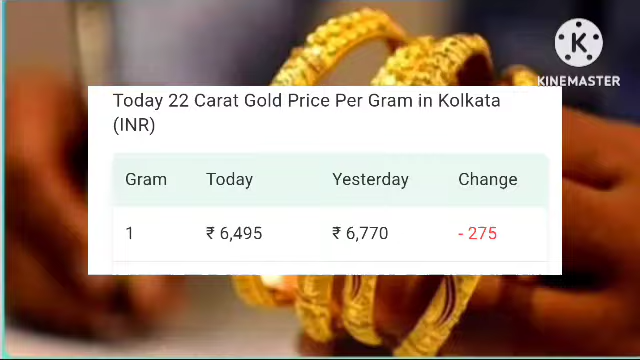 KINEMASTER
Today 22 Carat Gold Price Per Gram in Kolkata
(INR)
Gram Today Yesterday Change
1 ₹ 6,495 ₹ 6,770 - 275